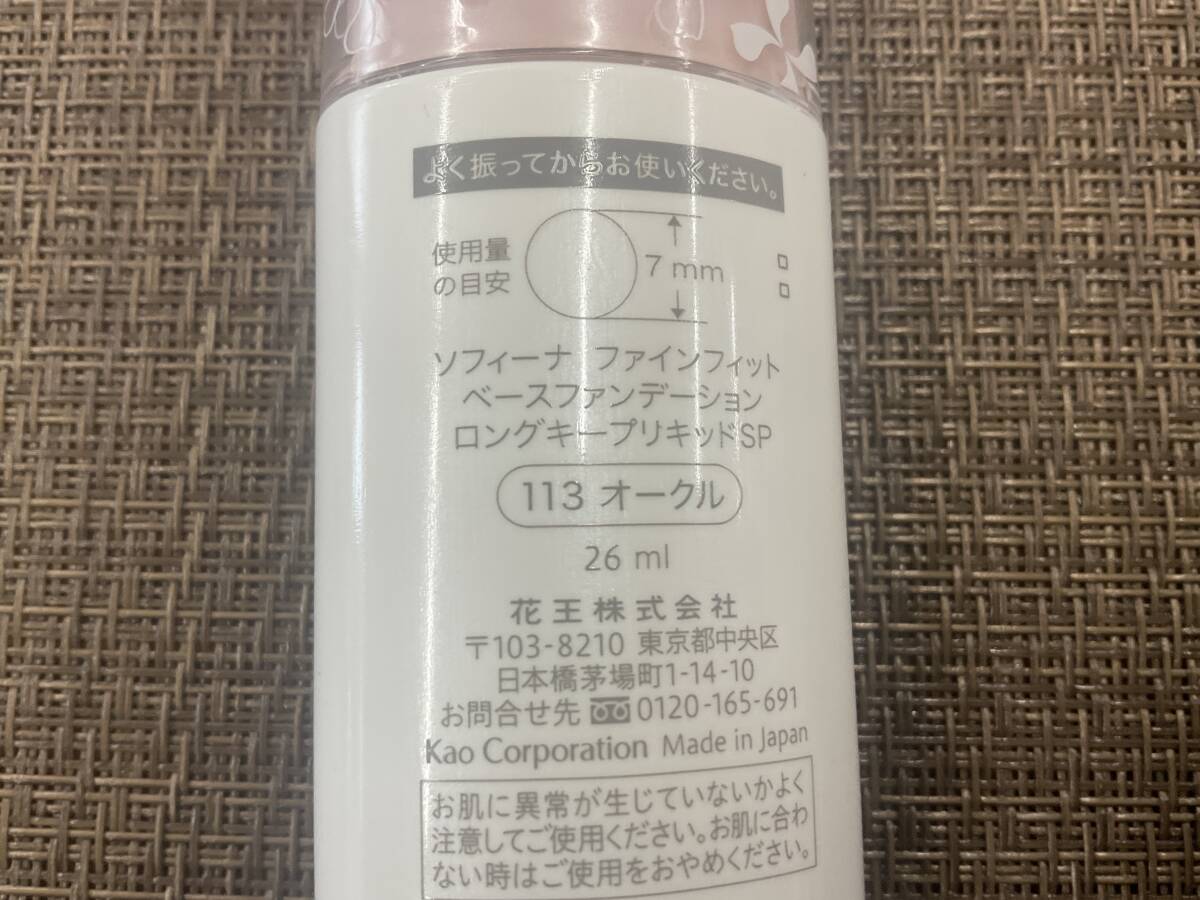 よく振ってからお使いください。
使用量
の目安
7 mm
ソフィーナ ファインフィット
ベースファンデーション
ロングキープリキッドSP
113 オークル
26 ml
花王株式会社
〒103-8210 東京都中央区
日本橋茅場町1-14-10
お問合せ先 0120-165-691
Kao Corporation Made in Japan
お肌に異常が生じていないかよく
注意してご使用ください。お肌に合わ
ない時はご使用をおやめください。